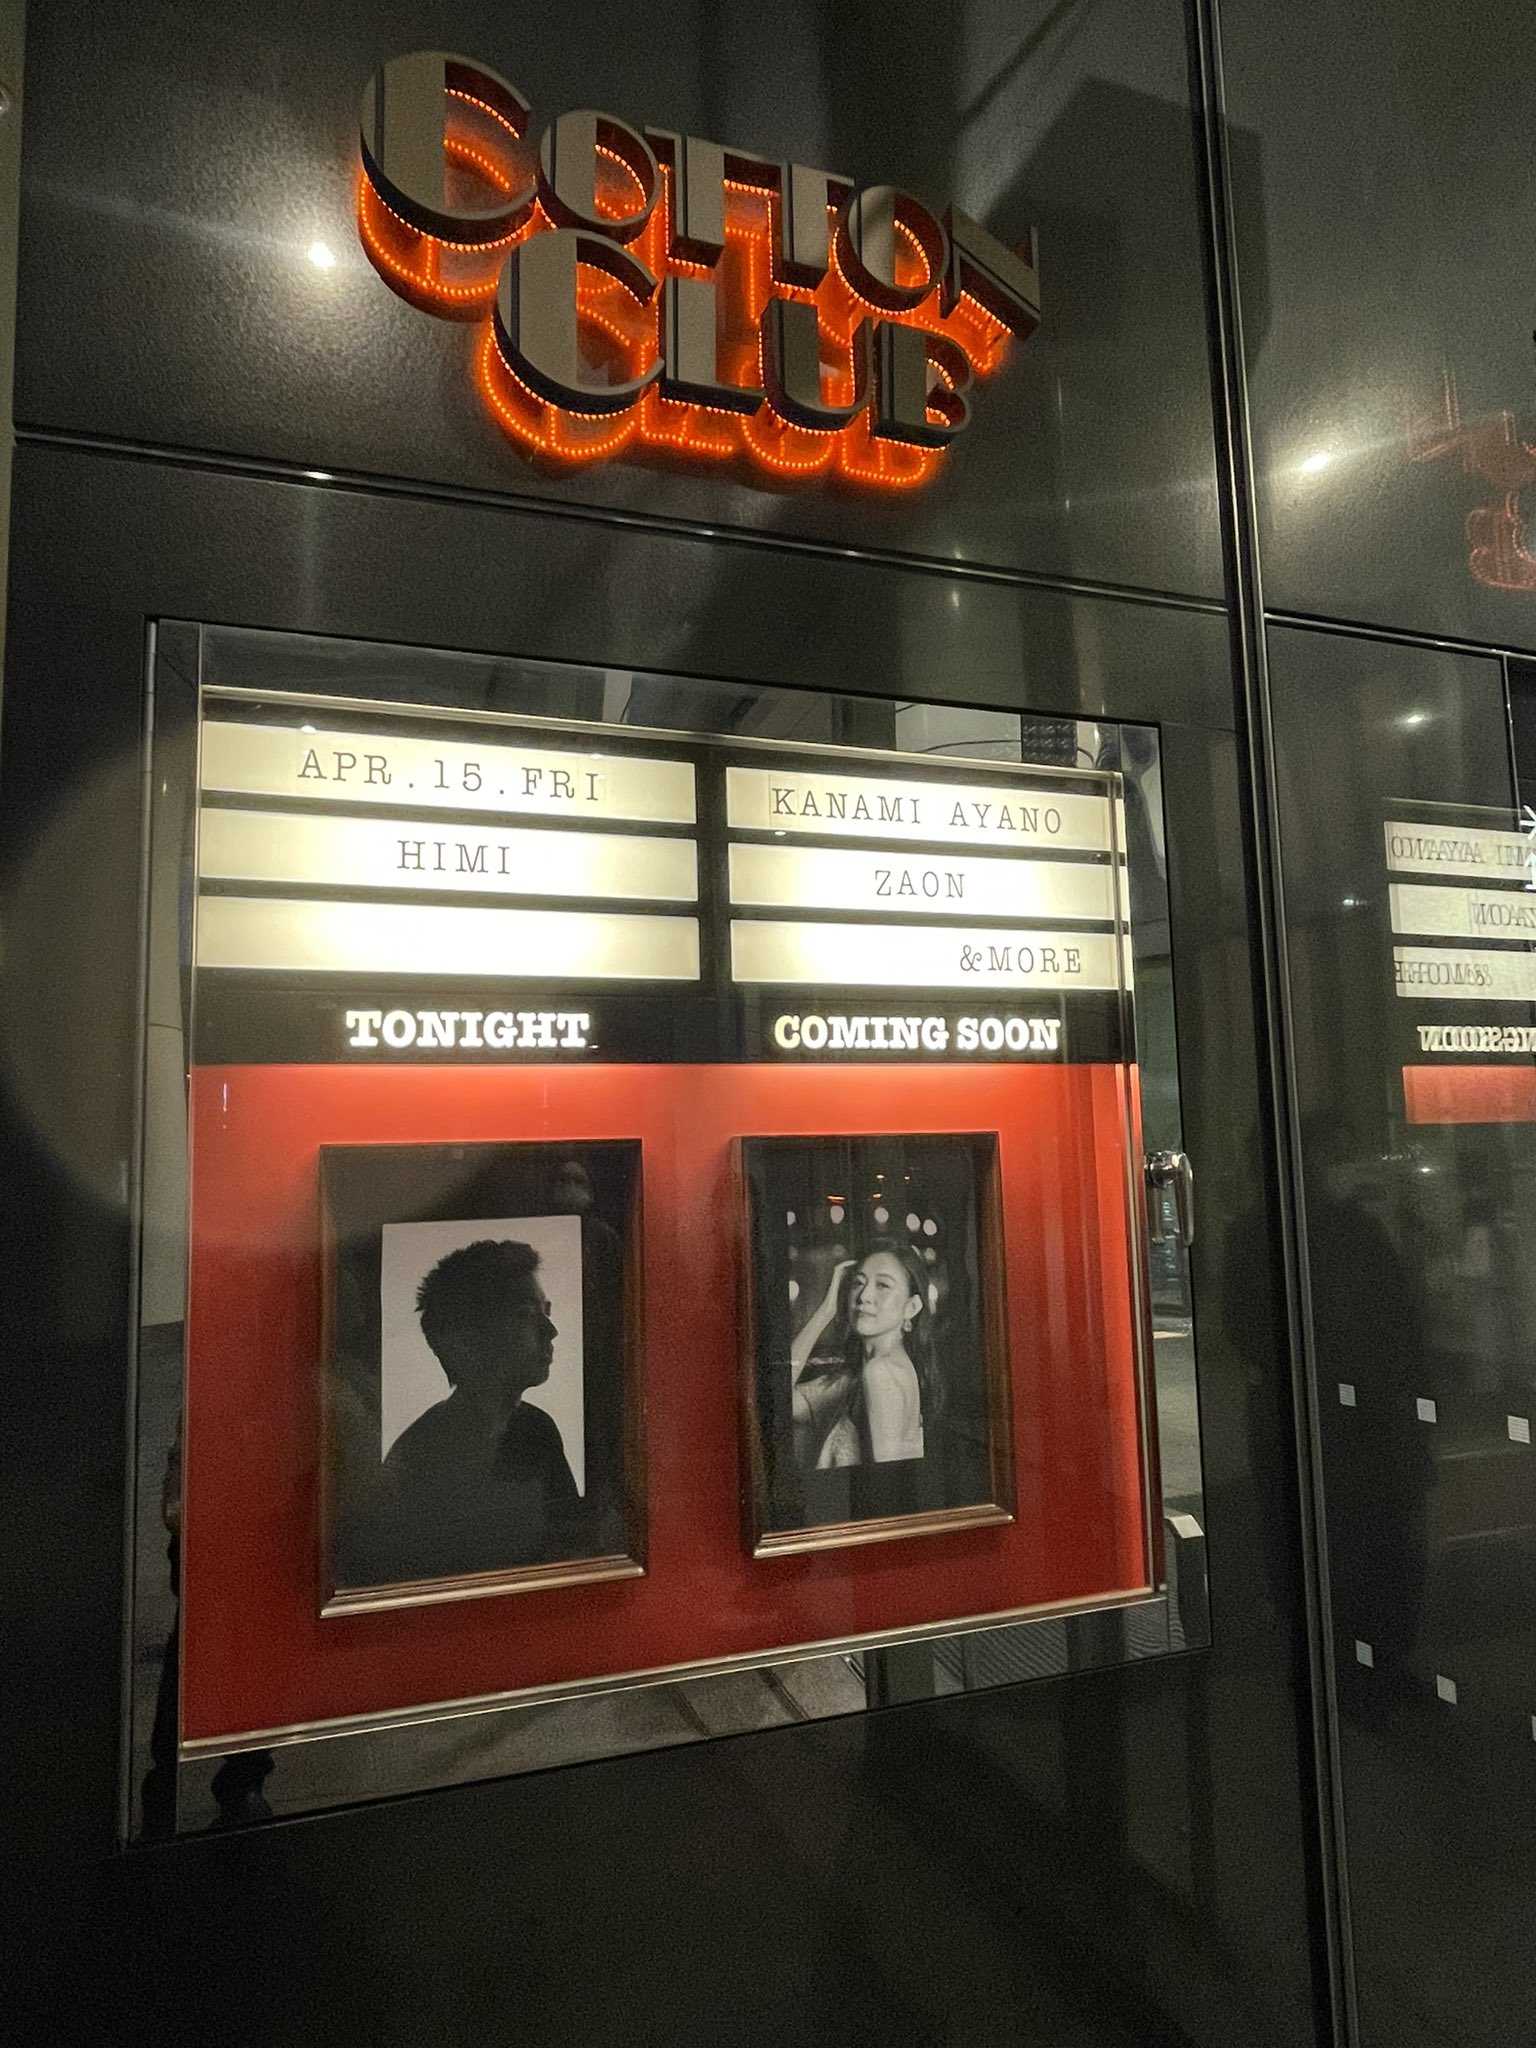 COTTON
CLUB
APR.15.FRI
HIMI
TONIGHT
KANAMI AYANO
ZAON
&MORE
COMING SOON